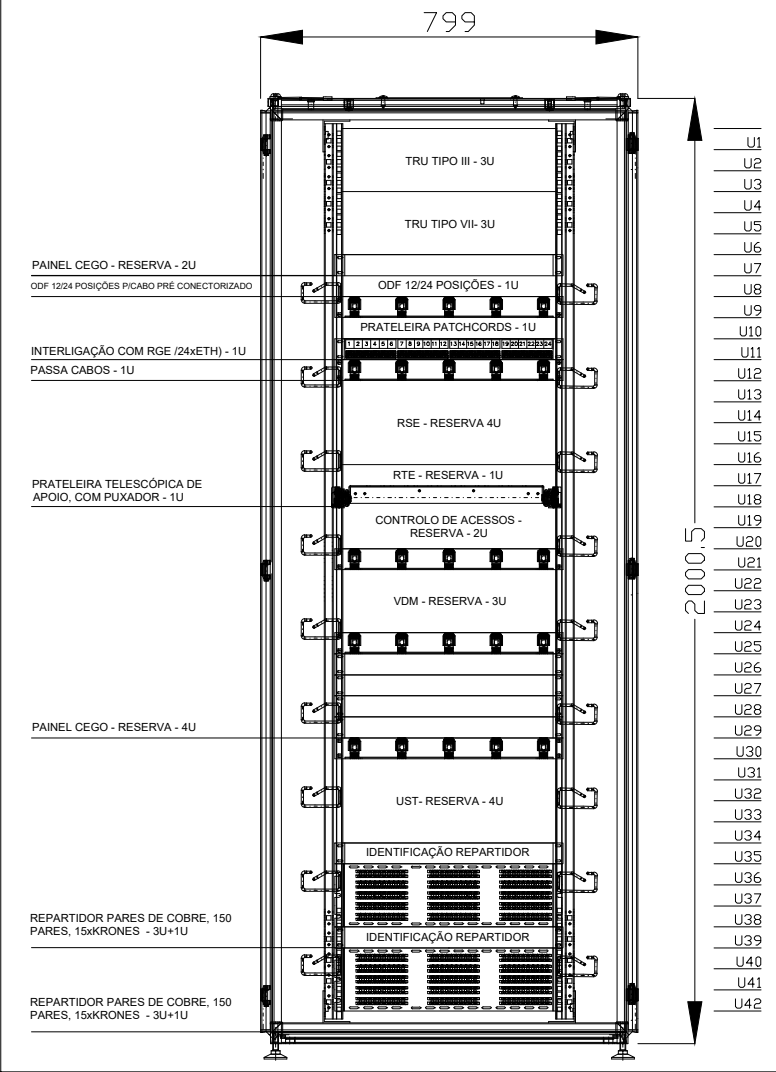 799
TRU TIPO III - 3U
TRU TIPO VII- 3U
PAINEL CEGO - RESERVA - 2U
ODF 12/24 POSIÇÕES P/CABO PRÉ CONECTORIZADO
ODF 12/24 POSIÇÕES - 1U
PRATELEIRA PATCHCORDS - 1U
INTERLIGAÇÃO COM RGE /24xETH) - 1U
1 2 3 4 5 6 7 8 9 10 11 12 13 14 15 16 17 18 19 20 21 22 23 24
PASSA CABOS - 1U
RSE - RESERVA 4U
RTE - RESERVA - 1U
PRATELEIRA TELESCÓPICA DE
APOIO, COM PUXADOR - 1U
CONTROLO DE ACESSOS -
RESERVA - 2U
VDM - RESERVA - 3U
PAINEL CEGO - RESERVA - 4U
UST- RESERVA - 4U
IDENTIFICAÇÃO REPARTIDOR
REPARTIDOR PARES DE COBRE, 150
PARES, 15xKRONES - 3U+1U
IDENTIFICAÇÃO REPARTIDOR
REPARTIDOR PARES DE COBRE, 150
PARES, 15xKRONES - 3U+1U
2000,5
U1
U2
U3
U4
U5
U6
U7
U8
U9
U10
U11
U12
U13
U14
U15
U16
U17
U18
U19
U20
U21
U22
U23
U24
U25
U26
U27
U28
U29
U30
U31
U32
U33
U34
U35
U36
U37
U38
U39
U40
U41
U42